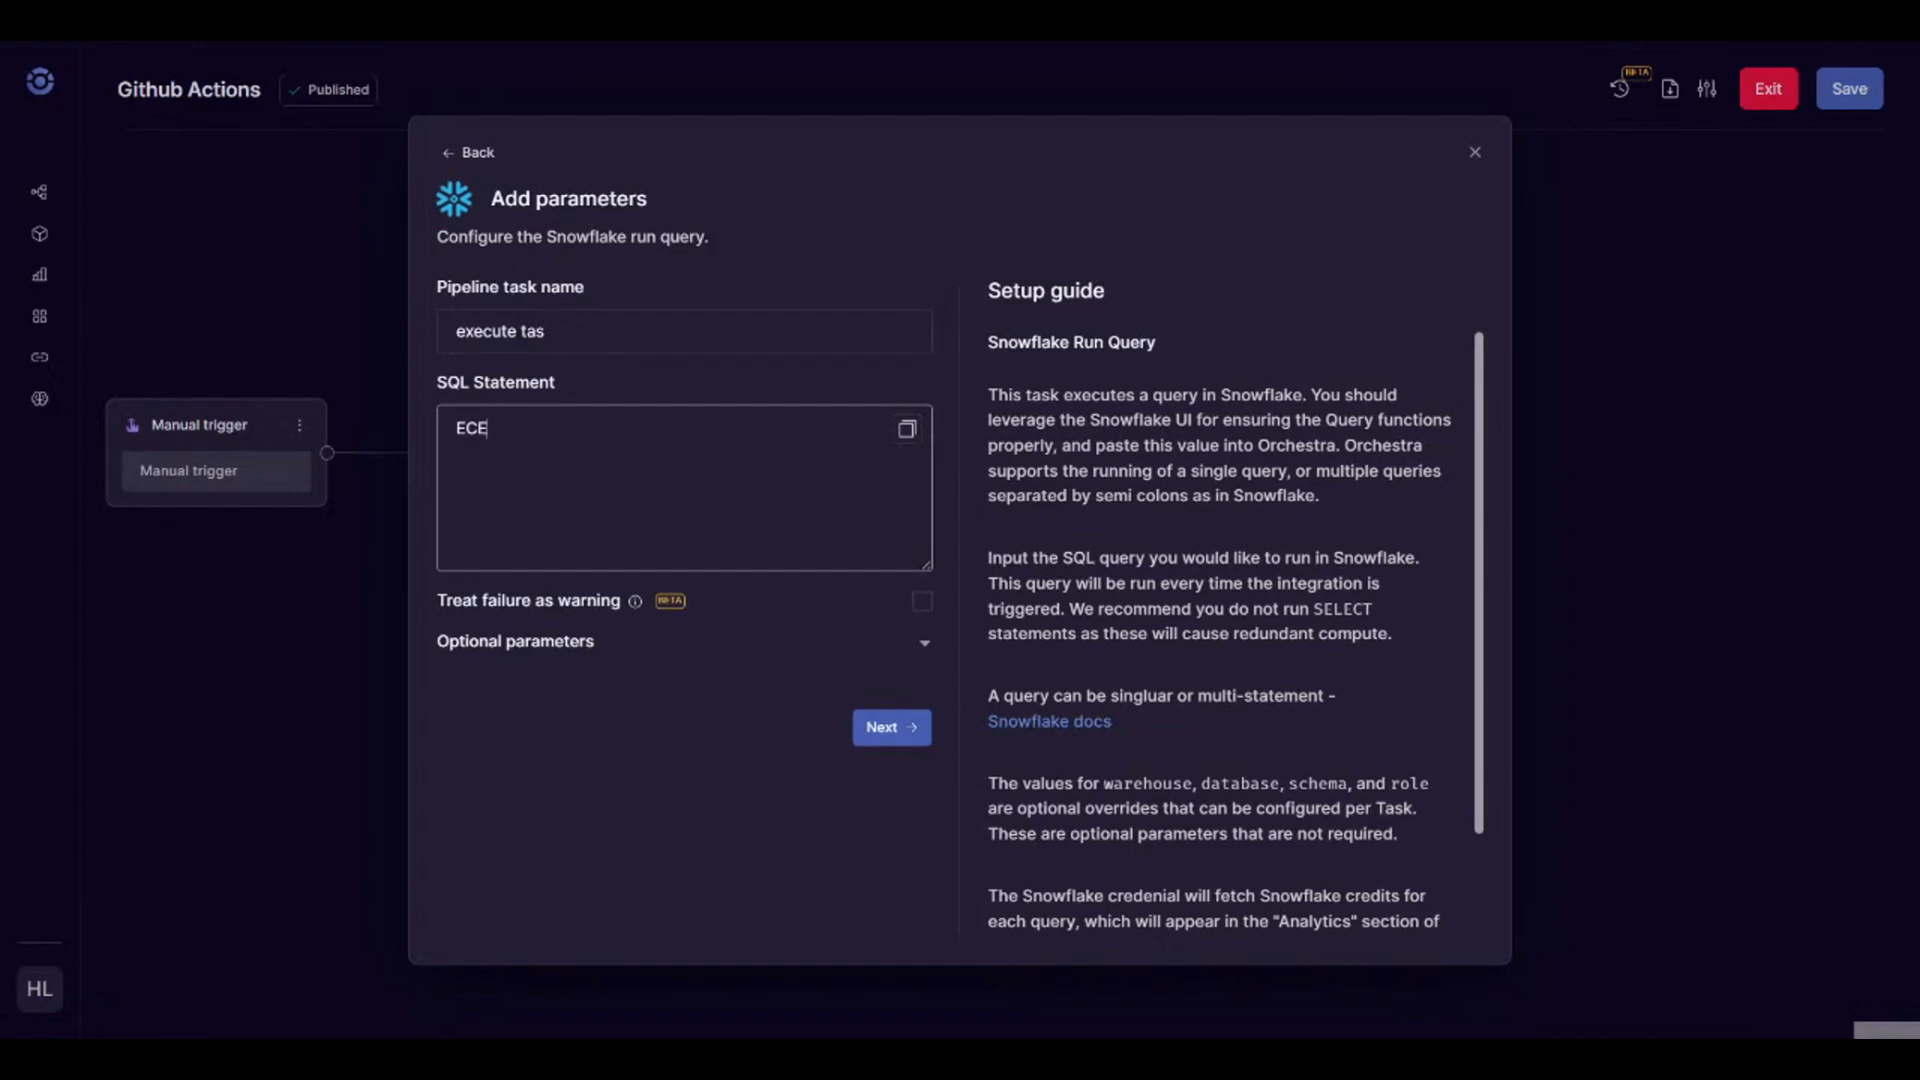 Github Actions
Published
BETA
Exit
Save
Back
Add parameters
Configure the Snowflake run query.
Pipeline task name
execute tas
SQL Statement
ECE
Treat failure as warning BETA
Optional parameters
Next
Setup guide
Snowflake Run Query
This task executes a query in Snowflake. You should
leverage the Snowflake UI for ensuring the Query functions
properly, and paste this value into Orchestra. Orchestra
supports the running of a single query, or multiple queries
separated by semi colons as in Snowflake.
Input the SQL query you would like to run in Snowflake.
This query will be run every time the integration is
triggered. We recommend you do not run SELECT
statements as these will cause redundant compute.
A query can be singluar or multi-statement -
Snowflake docs
The values for warehouse, database, schema, and role
are optional overrides that can be configured per Task.
These are optional parameters that are not required.
The Snowflake credenial will fetch Snowflake credits for
each query, which will appear in the "Analytics" section of
Manual trigger
Manual trigger
HL